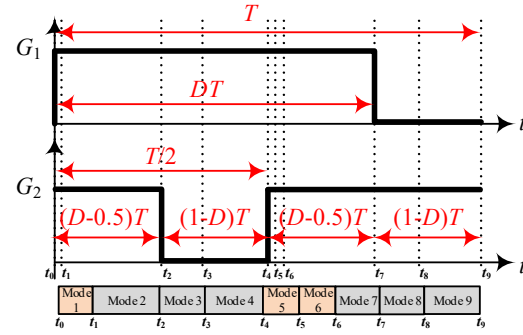 T
G1
DT
t
T/2
G2
(D-0.5)T (1-D)T (D-0.5)T (1-D)T
t
t0 t1 t2 t3 t4 t5 t6 t7 t8 t9
Mode 1 Mode 2 Mode 3 Mode 4 Mode 5 Mode 6 Mode 7 Mode 8 Mode 9
t0 t1 t2 t3 t4 t5 t6 t7 t8 t9